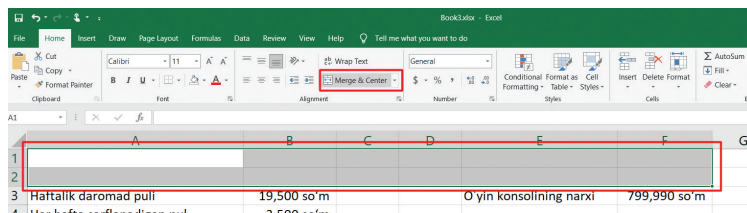 Book3.xlsx - Excel
File Home Insert Draw Page Layout Formulas Data Review View Help Tell me what you want to do
Cut Calibri 11 A A Wrap Text General AutoSum
Copy Fill
Paste Format Painter B I U A Merge & Center $ % , Conditional Formatting Format as Table Cell Styles Insert Delete Format Clear
Clipboard Font Alignment Number Styles Cells
A1 fx
A B C D E F G
1
2
3 Haftalik daromad puli 19,500 so'm O'yin konsolining narxi 799,990 so'm